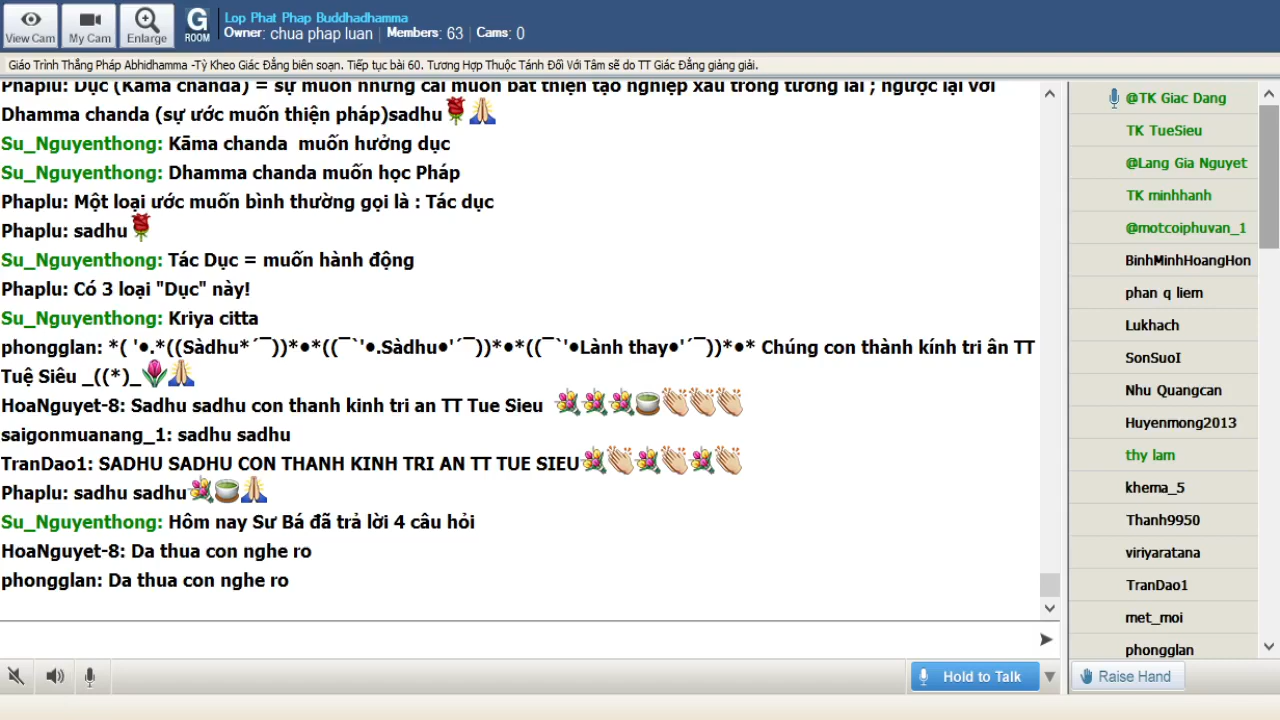 View Cam
My Cam
Enlarge
G
ROOM
Lop Phat Phap Buddhadhamma
Owner: chua phap luan | Members: 63 | Cams: 0
Giáo Trình Thắng Pháp Abhidhamma -Tỳ Kheo Giác Đẳng biên soạn. Tiếp tục bài 60. Tương Hợp Thuộc Tánh Đối Với Tâm sẽ do TT Giác Đẳng giảng giải.
Phaplu: Dục (Kāma chanda) = sự muốn những cái muốn bất thiện tạo nghiệp xấu trong tương lai ; ngược lại với
Dhamma chanda (sự ước muốn thiện pháp)sadhu🌹🙏
Su_Nguyenthong: Kāma chanda  muốn hưởng dục
Su_Nguyenthong: Dhamma chanda muốn học Pháp
Phaplu: Một loại ước muốn bình thường gọi là : Tác dục
Phaplu: sadhu🌹
Su_Nguyenthong: Tác Dục = muốn hành động
Phaplu: Có 3 loại "Dục" này!
Su_Nguyenthong: Kriya citta
phongglan: *( '•.*((Sàdhu*´¯))*•*((¯`'•.Sàdhu•'´¯))*•*((¯`'•Lành thay•'´¯))*•* Chúng con thành kính tri ân TT
Tuệ Siêu _((*)_🌷🙏
HoaNguyet-8: Sadhu sadhu con thanh kinh tri an TT Tue Sieu  💐💐💐🍵👏👏👏
saigonmuanang_1: sadhu sadhu
TranDao1: SADHU SADHU CON THANH KINH TRI AN TT TUE SIEU💐👏💐👏💐👏
Phaplu: sadhu sadhu💐🍵🙏
Su_Nguyenthong: Hôm nay Sư Bá đã trả lời 4 câu hỏi
HoaNguyet-8: Da thua con nghe ro
phongglan: Da thua con nghe ro
Hold to Talk
@TK Giac Dang
TK TueSieu
@Lang Gia Nguyet
TK minhhanh
@motcoiphuvan_1
BinhMinhHoangHon
phan q liem
Lukhach
SonSuoI
Nhu Quangcan
Huyenmong2013
thy lam
khema_5
Thanh9950
viriyaratana
TranDao1
met_moi
phongglan
Raise Hand